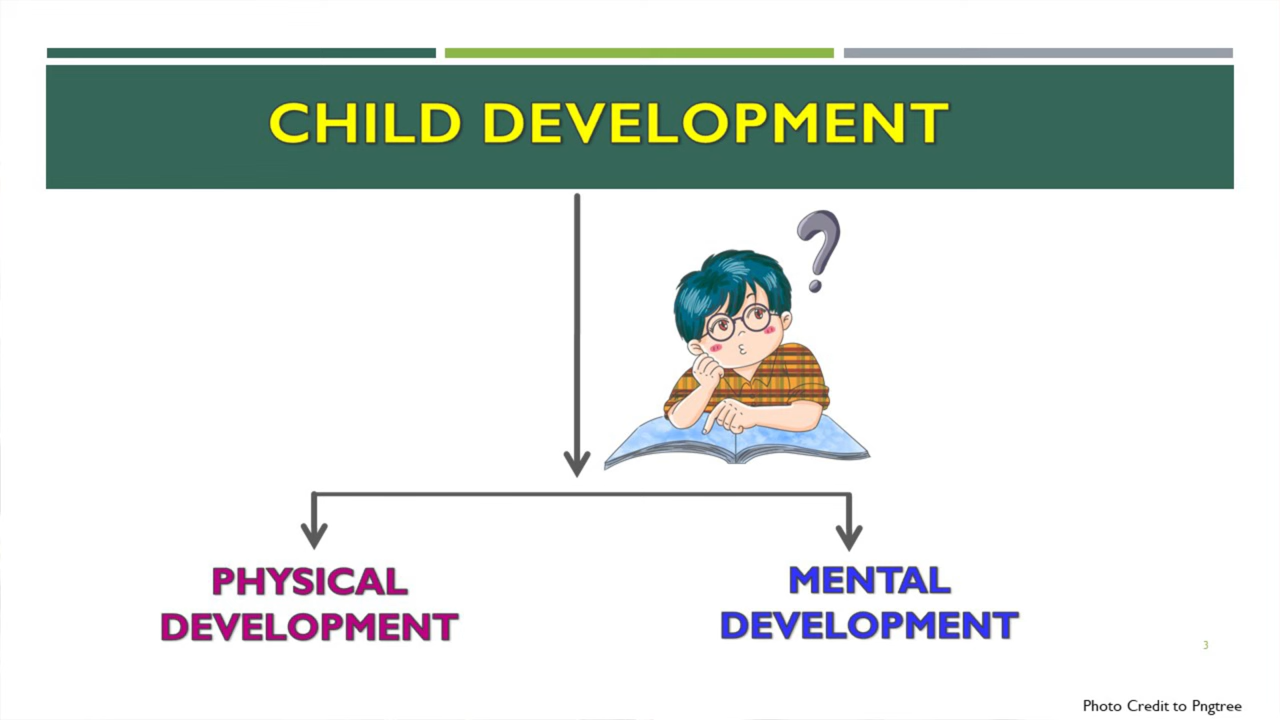 CHILD DEVELOPMENT
?
PHYSICAL
DEVELOPMENT
MENTAL
DEVELOPMENT
3
Photo Credit to Pngtree